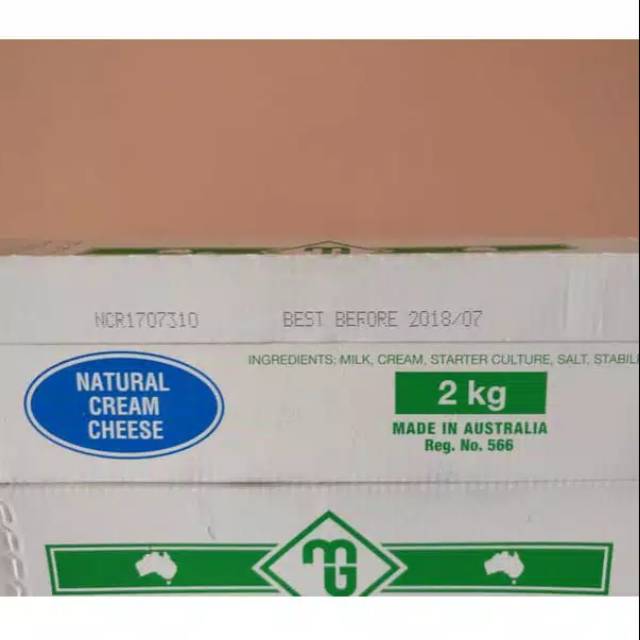 NCR1707310 BEST BEFORE 2018/07
INGREDIENTS: MILK, CREAM, STARTER CULTURE, SALT,
NATURAL
CREAM
CHEESE
2 kg
MADE IN AUSTRALIA
Reg. No. 566
MG